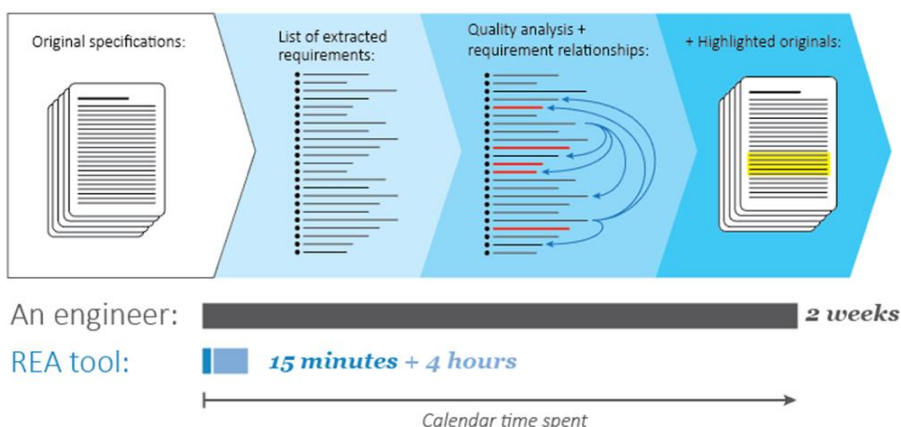 Original specifications:
List of extracted
requirements:
Quality analysis +
requirement relationships:
+ Highlighted originals:
An engineer:
2 weeks
REA tool:
15 minutes + 4 hours
Calendar time spent